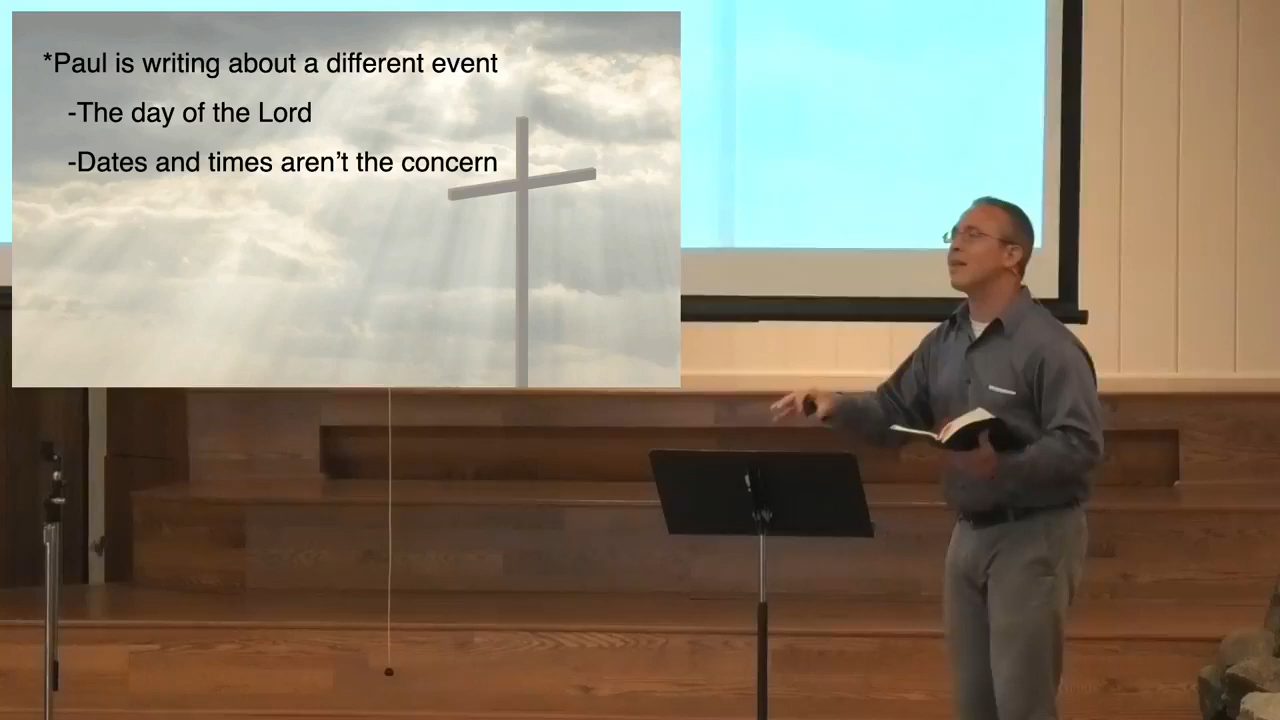 *Paul is writing about a different event
-The day of the Lord
-Dates and times aren’t the concern